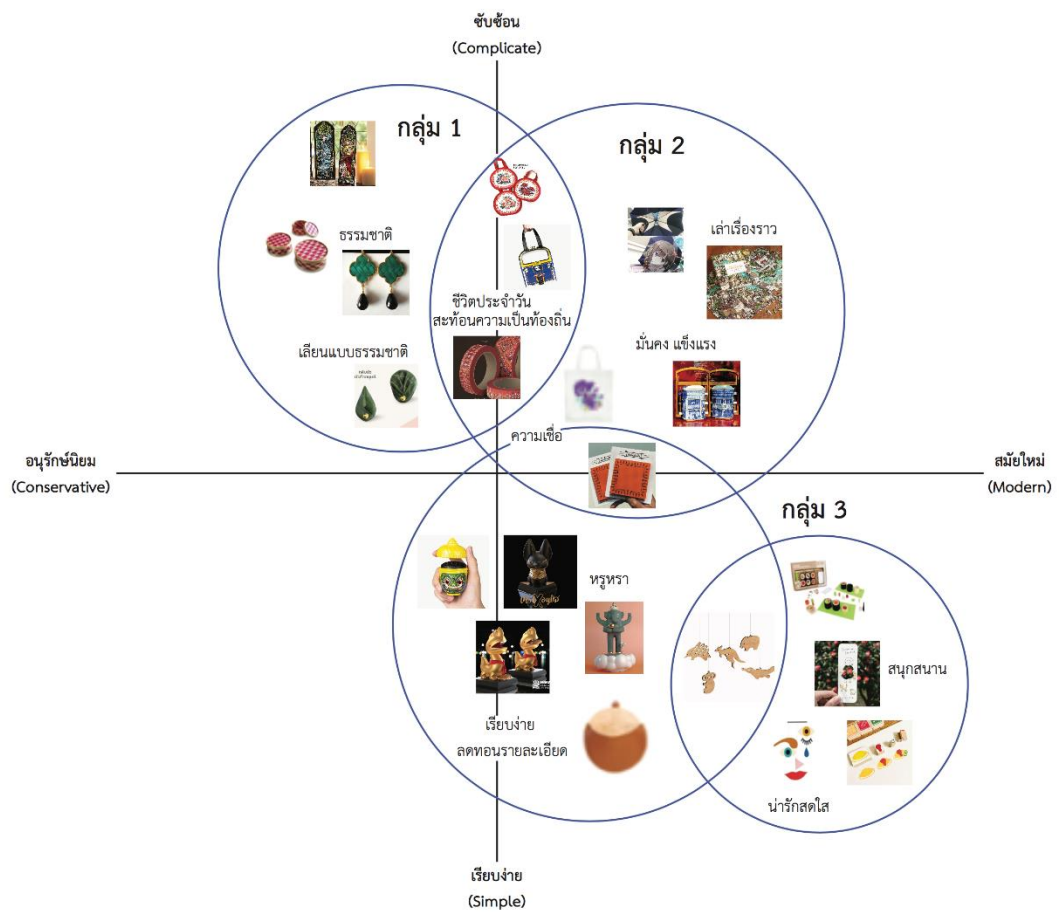 ซับซ้อน
(Complicate)
กลุ่ม 1
กลุ่ม 2
ธรรมชาติ
เล่าเรื่องราว
ชีวิตประจำวัน
สะท้อนความเป็นท้องถิ่น
เลียนแบบธรรมชาติ
มั่นคง แข็งแรง
ความเชื่อ
อนุรักษ์นิยม
(Conservative)
สมัยใหม่
(Modern)
กลุ่ม 3
หรูหรา
สนุกสนาน
เรียบง่าย
ลดทอนรายละเอียด
น่ารักสดใส
เรียบง่าย
(Simple)